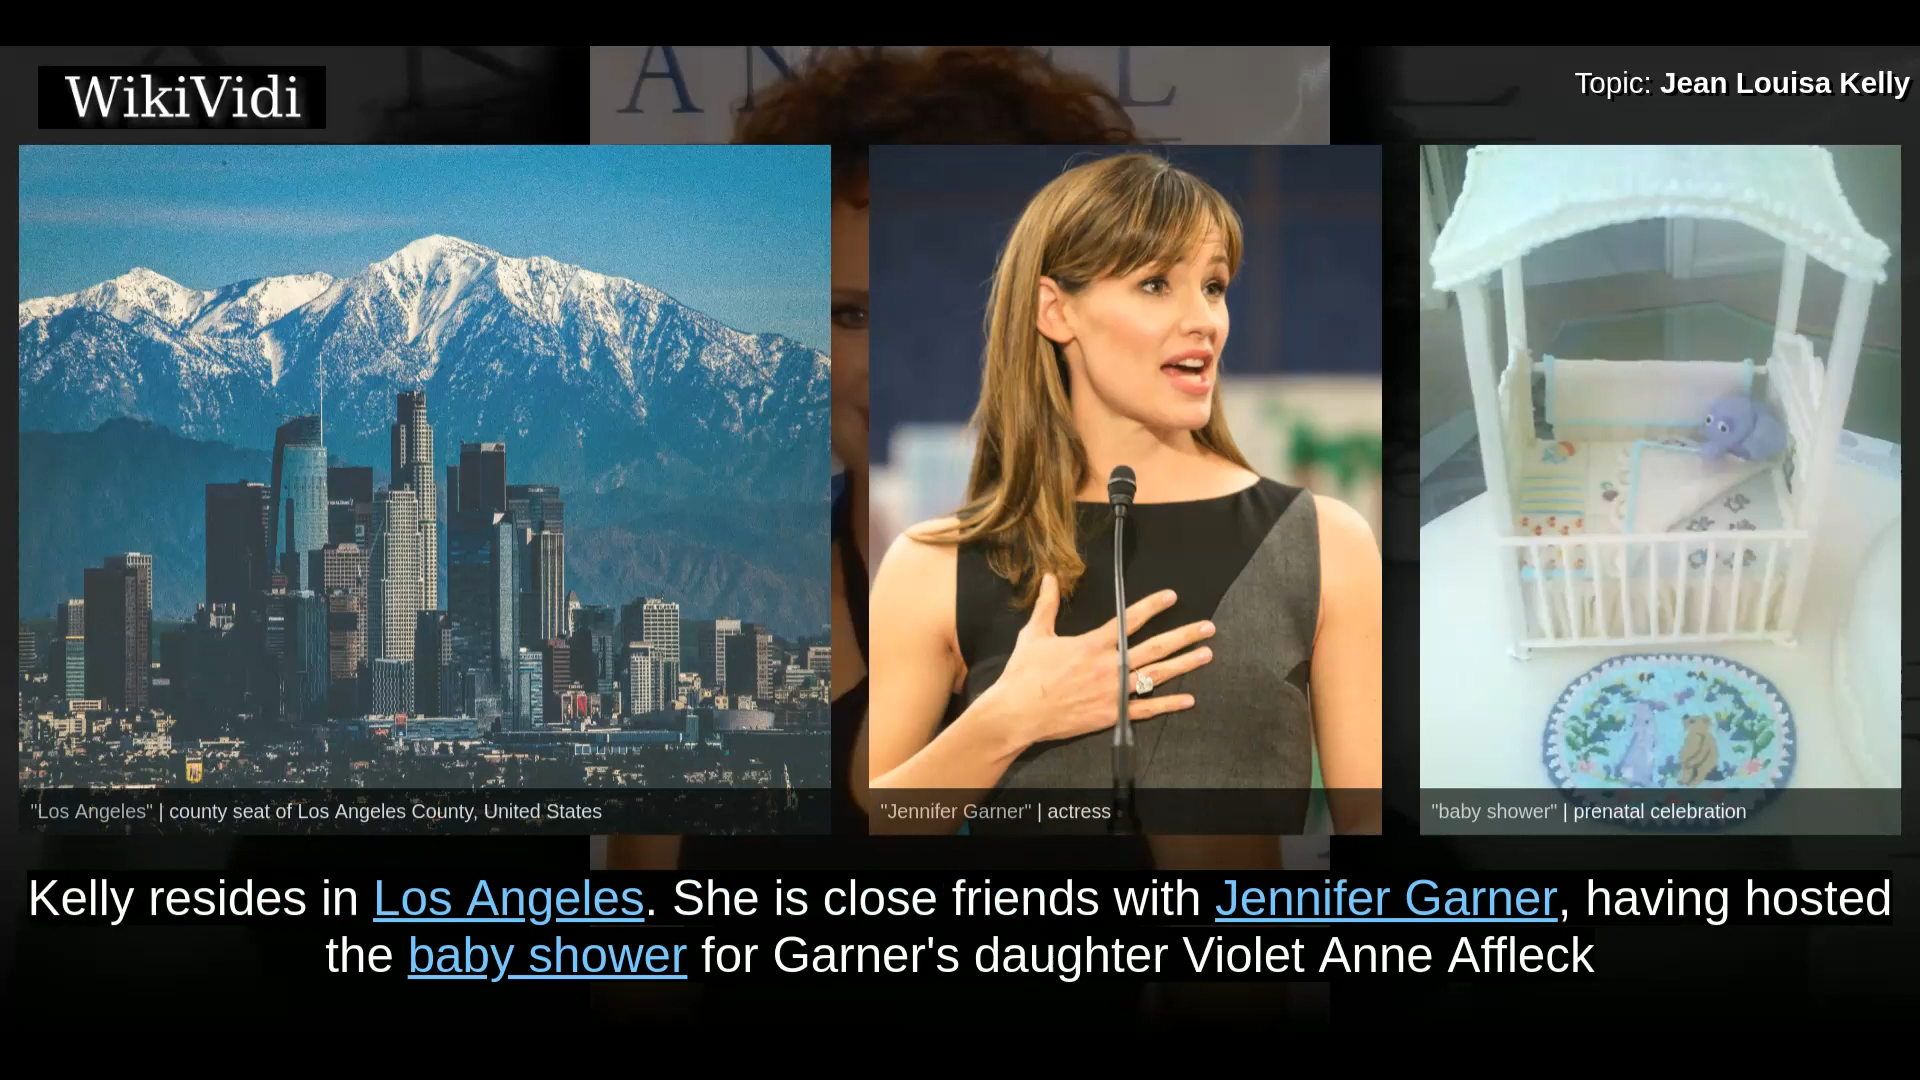 WikiVidi
Topic: Jean Louisa Kelly
"Los Angeles" | county seat of Los Angeles County, United States
"Jennifer Garner" | actress
"baby shower" | prenatal celebration
Kelly resides in Los Angeles. She is close friends with Jennifer Garner, having hosted
the baby shower for Garner's daughter Violet Anne Affleck